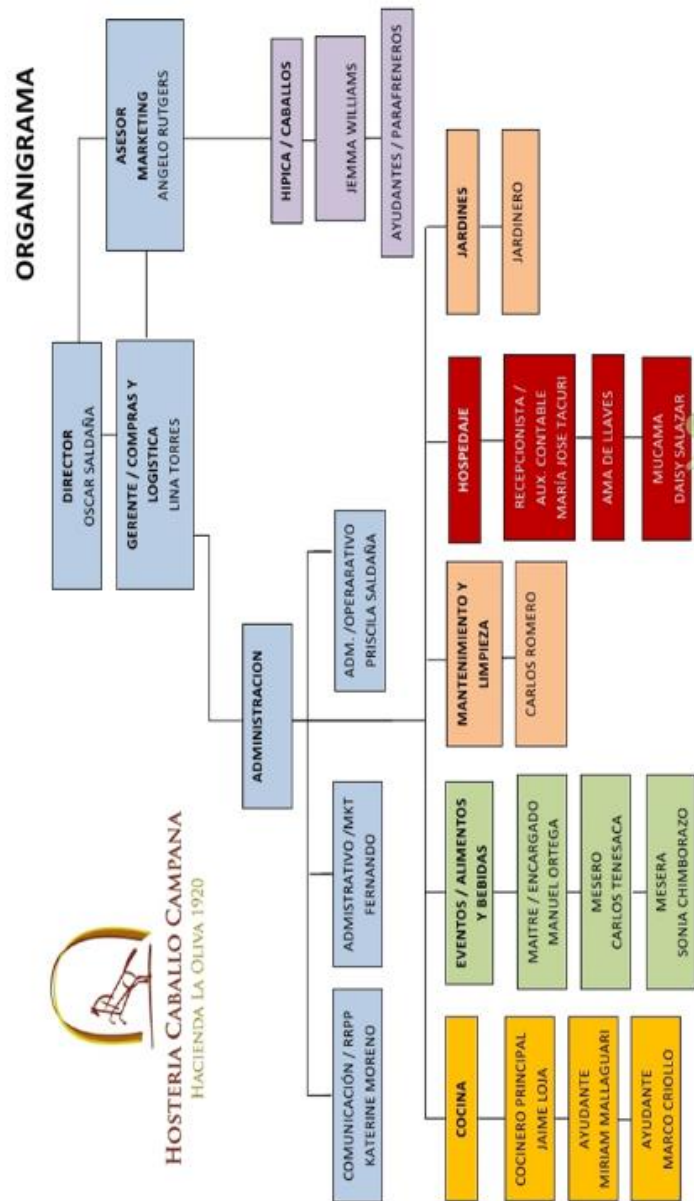 ORGANIGRAMA
HOSTERIA CABALLO CAMPANA
HACIENDA LA OLIVA 1920
DIRECTOR
OSCAR SALDAÑA
GERENTE / COMPRAS Y
LOGISTICA
LINA TORRES
ASESOR
MARKETING
ANGELO RUTGERS
HIPICA / CABALLOS
JEMMA WILLIAMS
AYUDANTES / PARAFRENEROS
ADMINISTRACION
COMUNICACIÓN / RRPP
KATERINE MORENO
ADMISTRATIVO /MKT
FERNANDO
ADM. /OPERARATIVO
PRISCILA SALDAÑA
COCINA
COCINERO PRINCIPAL
JAIME LOJA
AYUDANTE
MIRIAM MALLAGUARI
AYUDANTE
MARCO CRIOLLO
EVENTOS / ALIMENTOS
Y BEBIDAS
MAITRE / ENCARGADO
MANUEL ORTEGA
MESERO
CARLOS TENESACA
MESERA
SONIA CHIMBORAZO
MANTENIMIENTO Y
LIMPIEZA
CARLOS ROMERO
HOSPEDAJE
RECEPCIONISTA /
AUX. CONTABLE
MARÍA JOSE TACURI
AMA DE LLAVES
MUCAMA
DAISY SALAZAR
JARDINES
JARDINERO